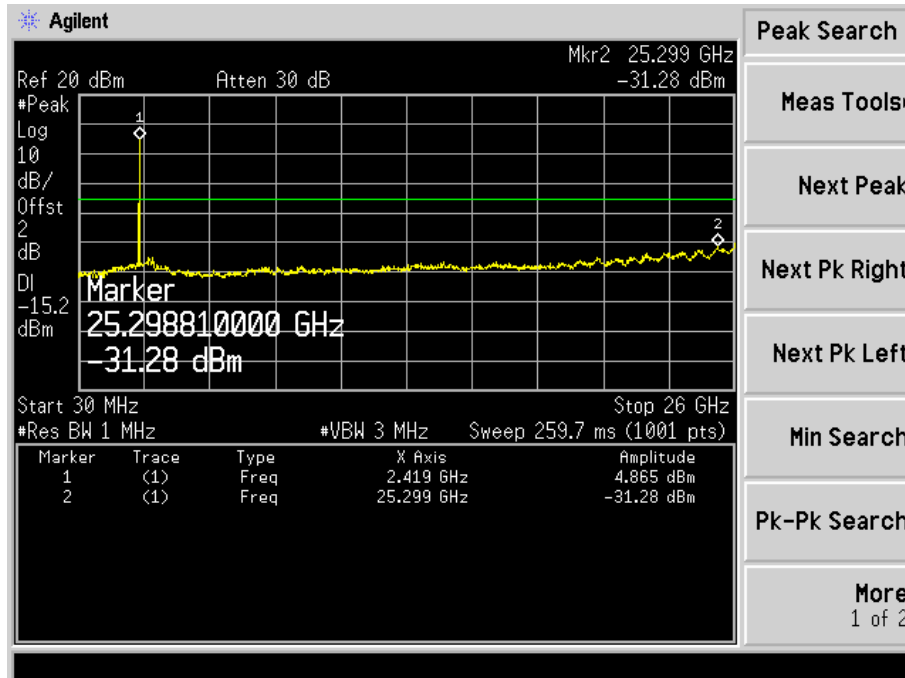 Agilent
Peak Search
Mkr2 25.299 GHz
Ref 20 dBm Atten 30 dB -31.28 dBm
#Peak
Log
10
dB/
Offst
2
dB
DI
-15.2
dBm
1
2
Marker
25.298810000 GHz
-31.28 dBm
Start 30 MHz Stop 26 GHz
#Res BW 1 MHz #VBW 3 MHz Sweep 259.7 ms (1001 pts)
Marker Trace Type X Axis Amplitude
1 (1) Freq 2.419 GHz 4.865 dBm
2 (1) Freq 25.299 GHz -31.28 dBm
Meas Tools
Next Peak
Next Pk Right
Next Pk Left
Min Search
Pk-Pk Search
More
1 of 2